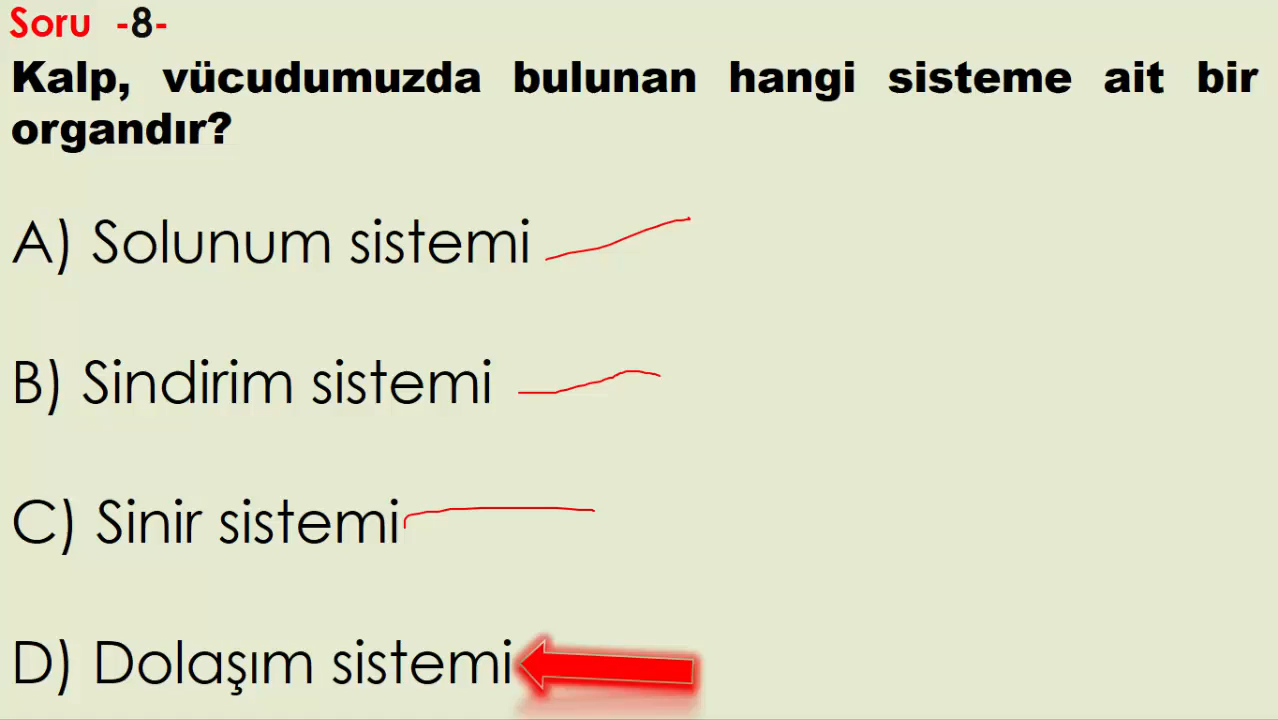 Soru -8-
Kalp, vücudumuzda bulunan hangi sisteme ait bir
organdır?
A) Solunum sistemi
B) Sindirim sistemi
C) Sinir sistemi
D) Dolaşım sistemi